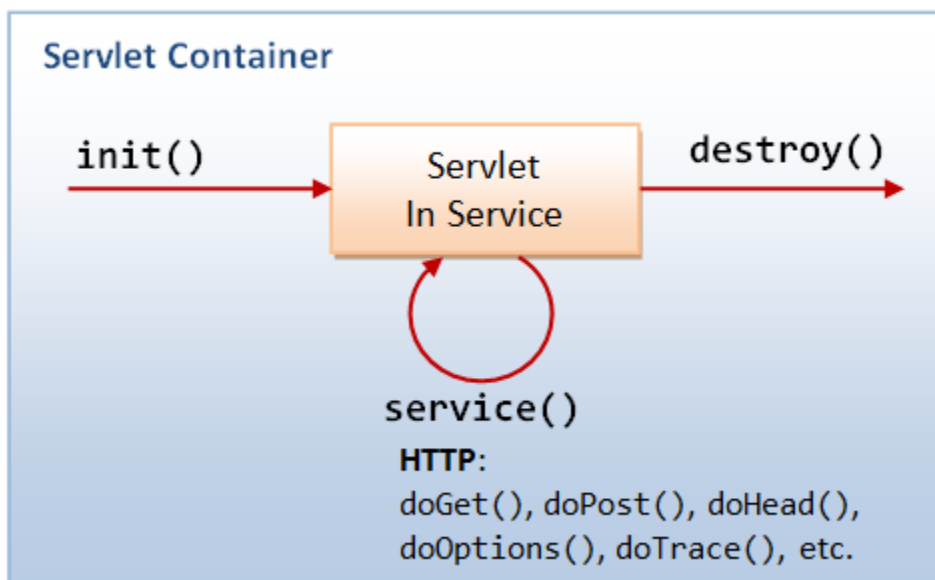 Servlet Container
init()
Servlet
In Service
destroy()
service()
HTTP:
doGet(), doPost(), doHead(),
doOptions(), doTrace(), etc.